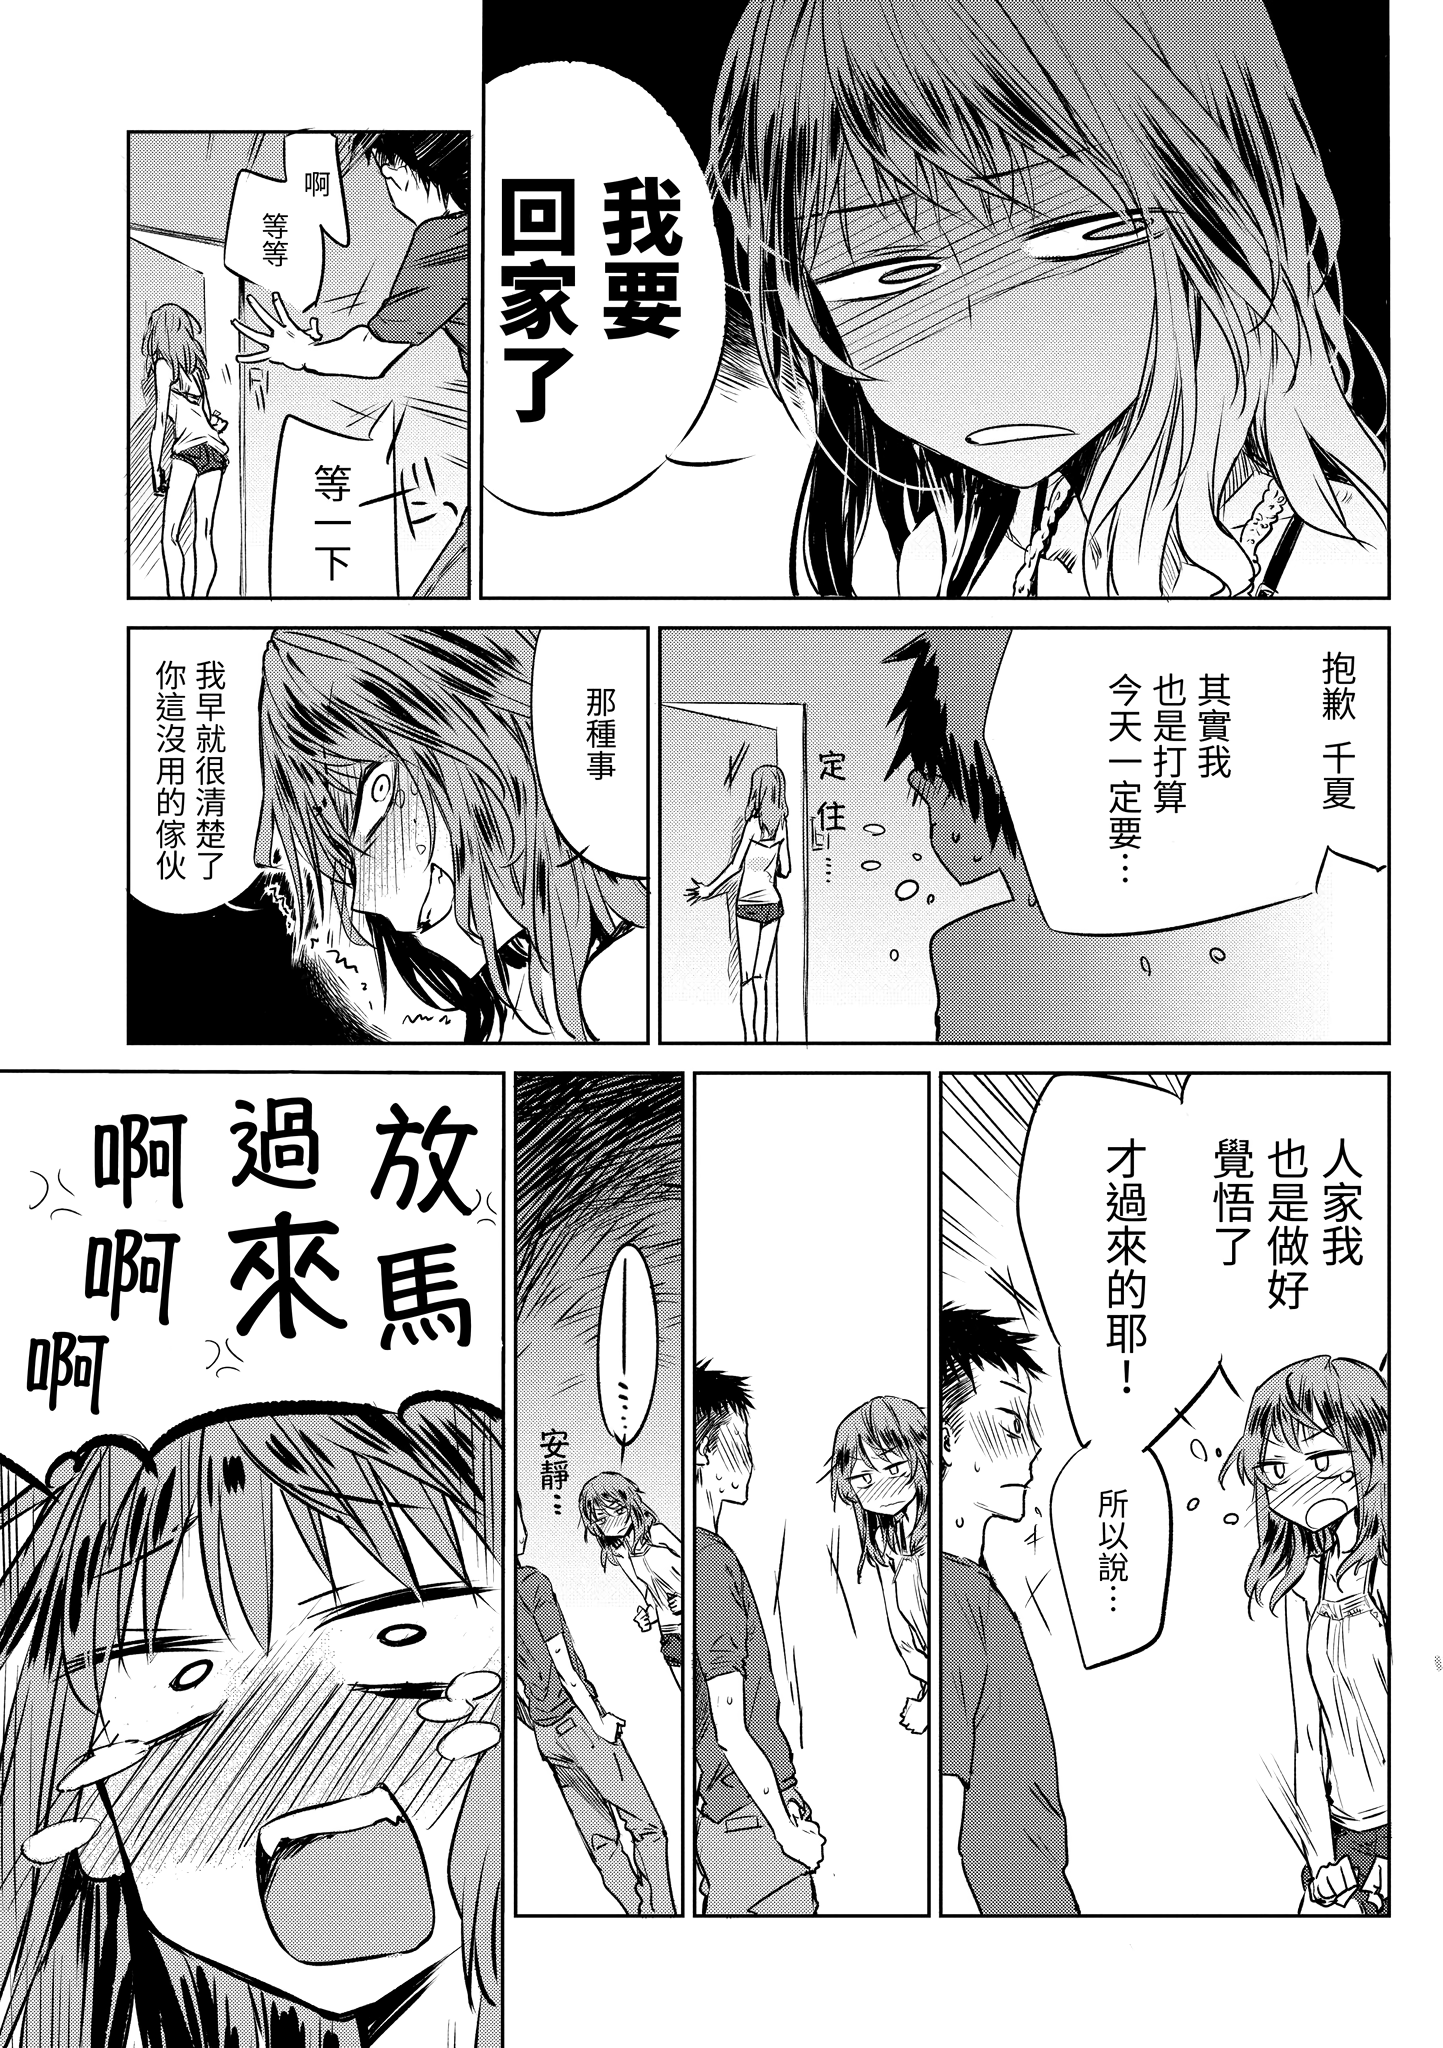 我要
回家了
啊
等等
等一下
抱歉 千夏
其實我
也是打算
今天一定要…
定住…
那種事
我早就很清楚了
你這沒用的傢伙
人家我
也是做好
覺悟了
才過來的耶！
所以說…
安靜…
放馬
過來
啊啊啊